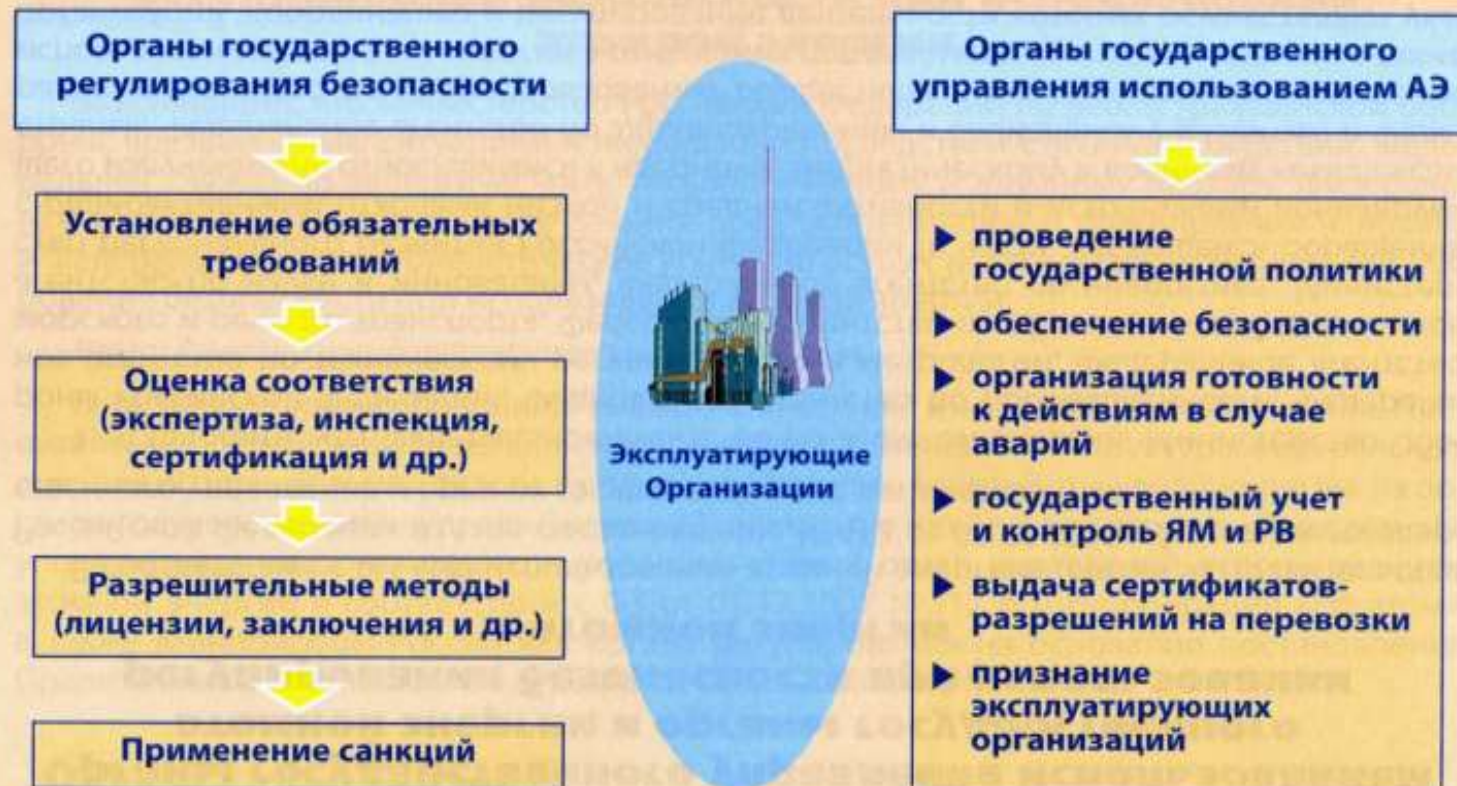 Органы государственного
регулирования безопасности
Установление обязательных
требований
Оценка соответствия
(экспертиза, инспекция,
сертификация и др.)
Разрешительные методы
(лицензии, заключения и др.)
Применение санкций
Эксплуатирующие
Организации
Органы государственного
управления использованием АЭ
▶ проведение
государственной политики
▶ обеспечение безопасности
▶ организация готовности
к действиям в случае
аварий
▶ государственный учет
и контроль ЯМ и РВ
▶ выдача сертификатов-
разрешений на перевозки
▶ признание
эксплуатирующих
организаций